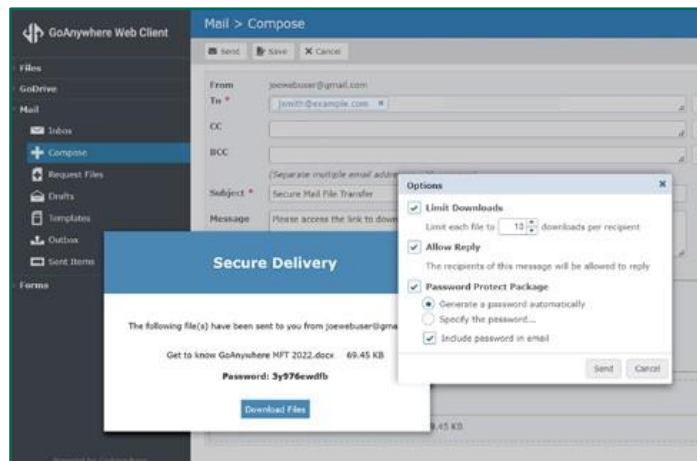 GoAnywhere Web Client
Files
GoDrive
Mail
Inbox
Compose
Request Files
Drafts
Templates
Outbox
Sent Items
Forms
Mail > Compose
Send Save Cancel
From joewebuser@gmail.com
To * jsmith@example.com
CC
BCC
(Separate multiple email
Subject * Secure Mail File Transfer
Message Please access the link to
Options
Limit Downloads
Limit each file to 10 downloads per recipient
Allow Reply
The recipients of this message will be allowed to reply
Password Protect Package
Generate a password automatically
Specify the password...
Include password in email
Send Cancel
Secure Delivery
The following file(s) have been sent to you from
Get to know GoAnywhere MFT 2022.docx 69.45 KB
Password: 3y976ewdfb
Download Files
KB